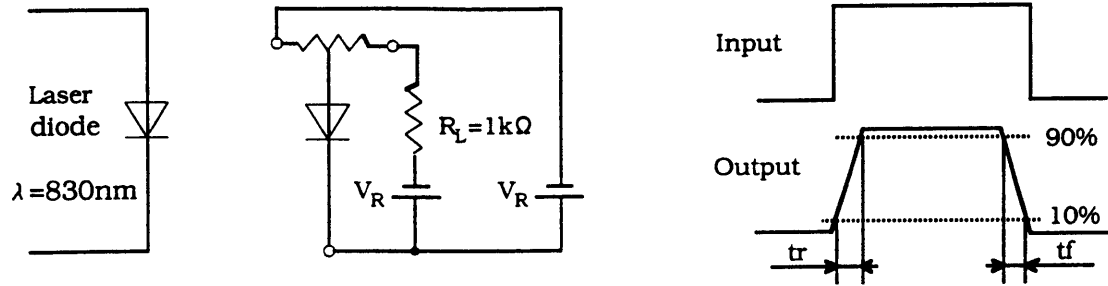 Laser
diode
λ=830nm
R_L=1kΩ
V_R
V_R
Input
Output
90%
10%
tr
tf